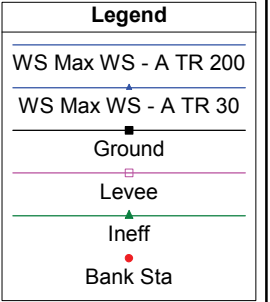 Legend
WS Max WS - A TR 200
WS Max WS - A TR 30
Ground
Levee
Ineff
Bank Sta